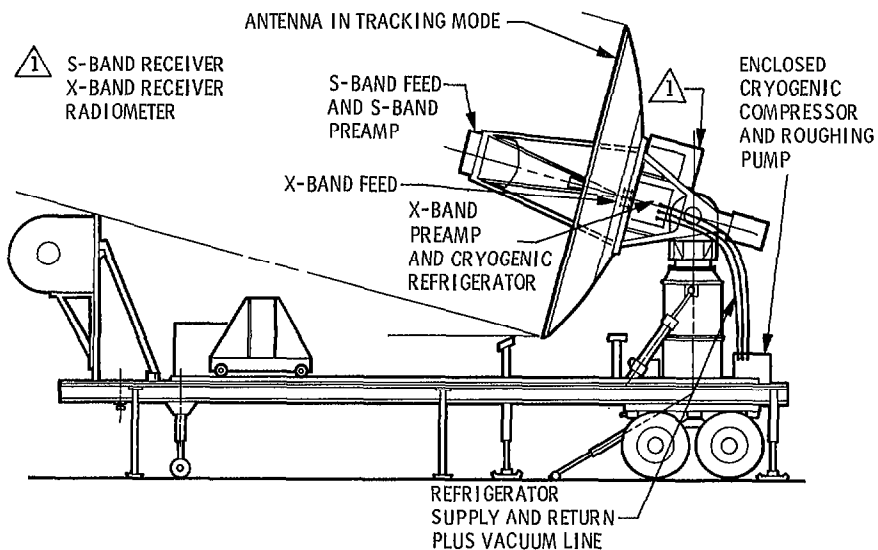 ANTENNA IN TRACKING MODE
1
S-BAND RECEIVER
X-BAND RECEIVER
RADIOMETER
S-BAND FEED
AND S-BAND
PREAMP
1
ENCLOSED
CRYOGENIC
COMPRESSOR
AND ROUGHING
PUMP
X-BAND FEED
X-BAND
PREAMP
AND CRYOGENIC
REFRIGERATOR
REFRIGERATOR
SUPPLY AND RETURN
PLUS VACUUM LINE